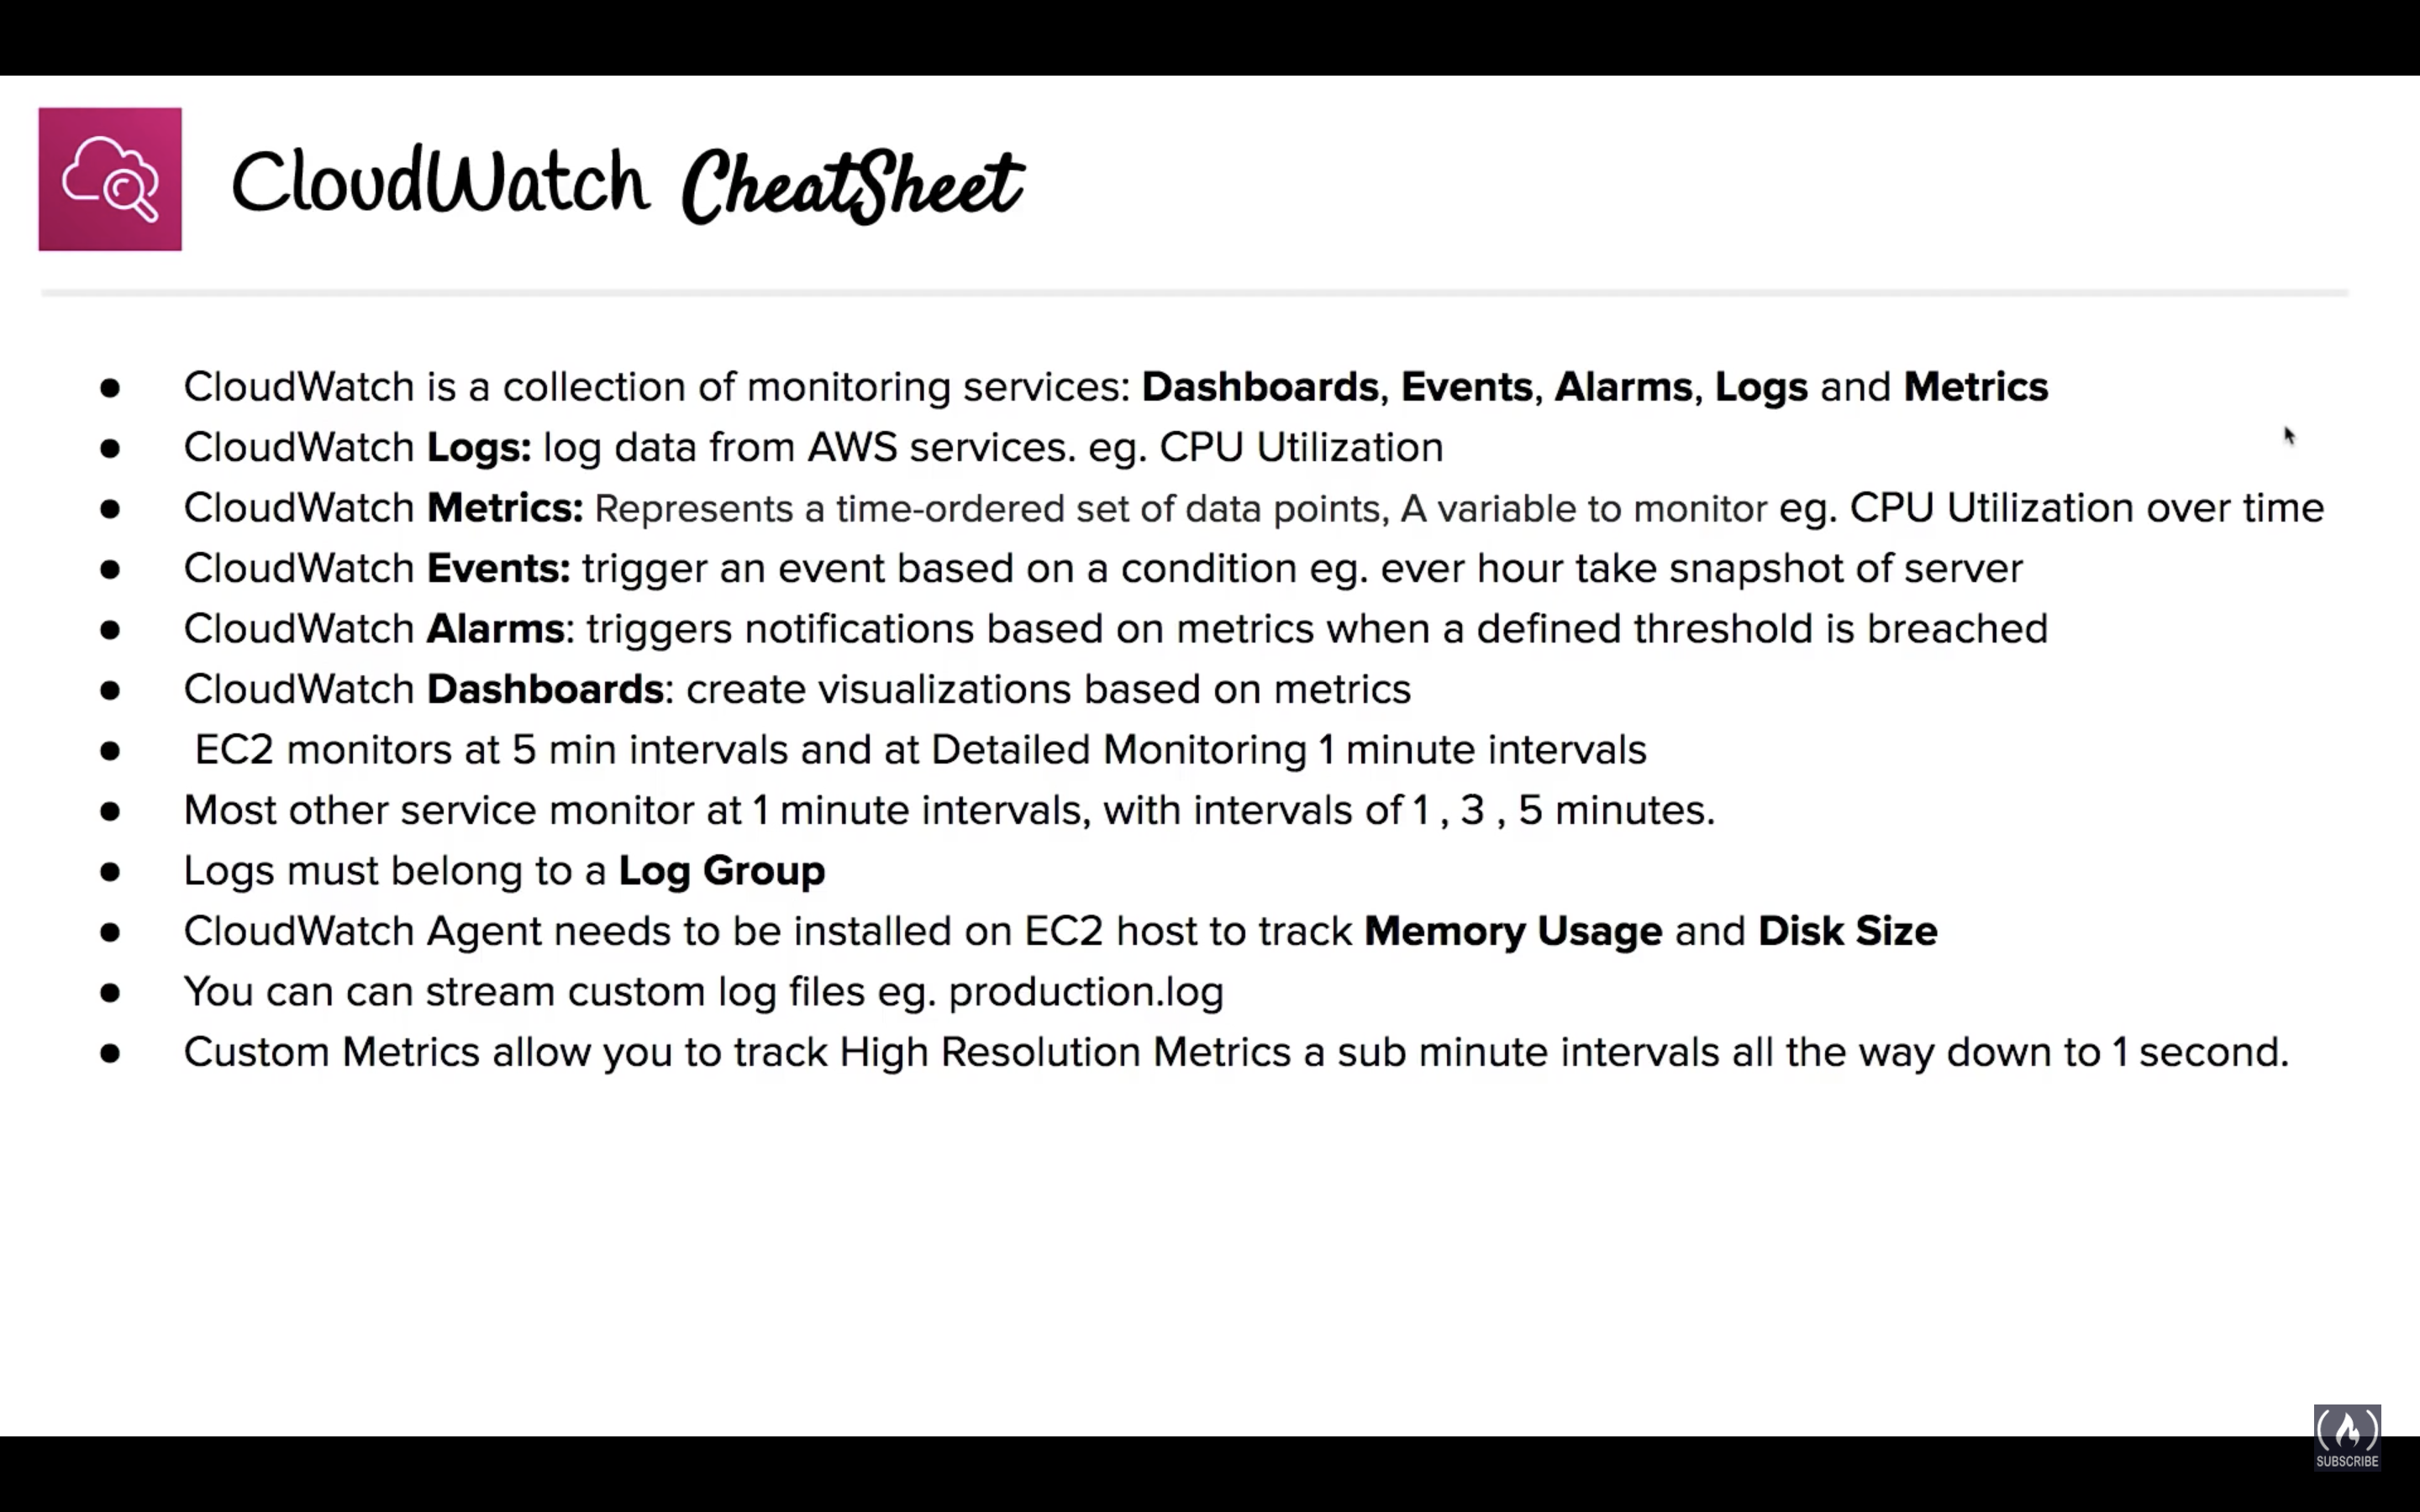 CloudWatch CheatSheet
● CloudWatch is a collection of monitoring services: Dashboards, Events, Alarms, Logs and Metrics
● CloudWatch Logs: log data from AWS services. eg. CPU Utilization
● CloudWatch Metrics: Represents a time-ordered set of data points, A variable to monitor eg. CPU Utilization over time
● CloudWatch Events: trigger an event based on a condition eg. ever hour take snapshot of server
● CloudWatch Alarms: triggers notifications based on metrics when a defined threshold is breached
● CloudWatch Dashboards: create visualizations based on metrics
● EC2 monitors at 5 min intervals and at Detailed Monitoring 1 minute intervals
● Most other service monitor at 1 minute intervals, with intervals of 1 , 3 , 5 minutes.
● Logs must belong to a Log Group
● CloudWatch Agent needs to be installed on EC2 host to track Memory Usage and Disk Size
● You can can stream custom log files eg. production.log
● Custom Metrics allow you to track High Resolution Metrics a sub minute intervals all the way down to 1 second.
SUBSCRIBE